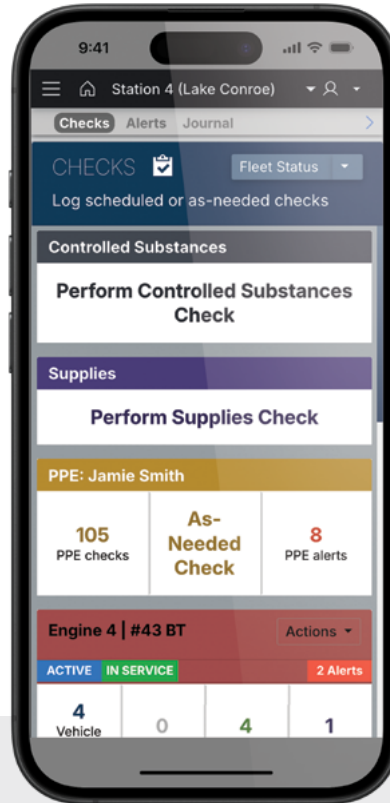 9:41
Station 4 (Lake Conroe)
Checks Alerts Journal
CHECKS
Fleet Status
Log scheduled or as-needed checks
Controlled Substances
Perform Controlled Substances
Check
Supplies
Perform Supplies Check
PPE: Jamie Smith
105
PPE checks
As-
Needed
Check
8
PPE alerts
Engine 4 | #43 BT
Actions
ACTIVE IN SERVICE 2 Alerts
4
Vehicle
0
4
1